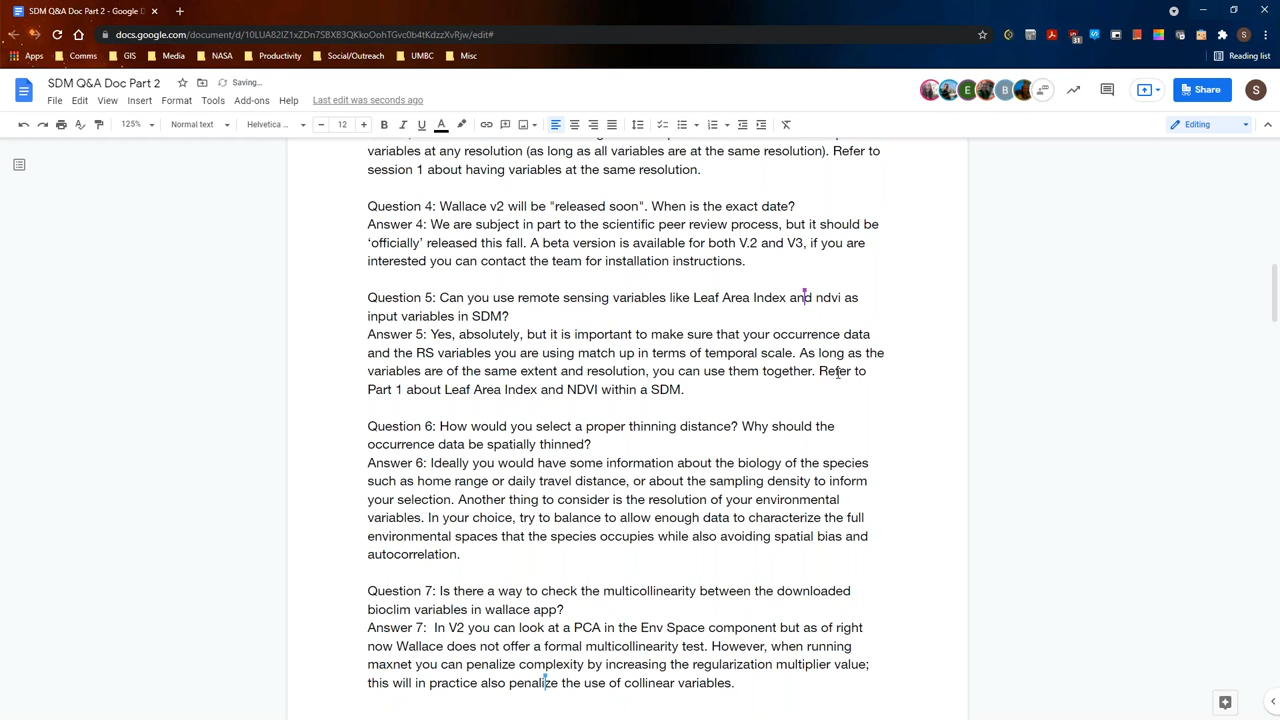 SDM Q&A Doc Part 2 - Google D
docs.google.com/document/d/10LUA82IZ1xZDn7SBXB3QKkoOohTGvc0b4tKdzzXvRjw/edit#
Apps Comms GIS Media NASA Productivity Social/Outreach UMBC Misc Reading list
SDM Q&A Doc Part 2 Saving...
File Edit View Insert Format Tools Add-ons Help Last edit was seconds ago
E B Share S
125% Normal text Helvetica ... 12 B I U A Editing
variables at any resolution (as long as all variables are at the same resolution). Refer to
session 1 about having variables at the same resolution.
Question 4: Wallace v2 will be "released soon". When is the exact date?
Answer 4: We are subject in part to the scientific peer review process, but it should be
‘officially’ released this fall. A beta version is available for both V.2 and V3, if you are
interested you can contact the team for installation instructions.
Question 5: Can you use remote sensing variables like Leaf Area Index and ndvi as
input variables in SDM?
Answer 5: Yes, absolutely, but it is important to make sure that your occurrence data
and the RS variables you are using match up in terms of temporal scale. As long as the
variables are of the same extent and resolution, you can use them together. Refer to
Part 1 about Leaf Area Index and NDVI within a SDM.
Question 6: How would you select a proper thinning distance? Why should the
occurrence data be spatially thinned?
Answer 6: Ideally you would have some information about the biology of the species
such as home range or daily travel distance, or about the sampling density to inform
your selection. Another thing to consider is the resolution of your environmental
variables. In your choice, try to balance to allow enough data to characterize the full
environmental spaces that the species occupies while also avoiding spatial bias and
autocorrelation.
Question 7: Is there a way to check the multicollinearity between the downloaded
bioclim variables in wallace app?
Answer 7: In V2 you can look at a PCA in the Env Space component but as of right
now Wallace does not offer a formal multicollinearity test. However, when running
maxnet you can penalize complexity by increasing the regularization multiplier value;
this will in practice also penalize the use of collinear variables.